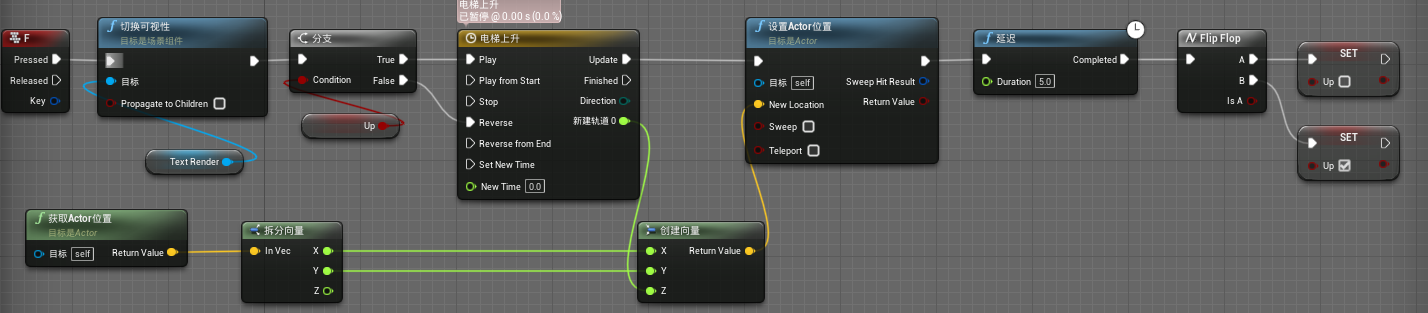 电梯上升
已暂停 @ 0.00 s (0.0 %)
F
Pressed
Released
Key
切换可视性
目标是场景组件
目标
Propagate to Children
Text Render
分支
True
Condition
False
Up
电梯上升
Play
Update
Play from Start
Finished
Stop
Direction
Reverse
新建轨道 0
Reverse from End
Set New Time
New Time 0.0
设置Actor位置
目标是Actor
目标 self
Sweep Hit Result
New Location
Return Value
Sweep
Teleport
延迟
Completed
Duration 5.0
Flip Flop
A
B
Is A
SET
Up
SET
Up
获取Actor位置
目标是Actor
目标 self
Return Value
拆分向量
In Vec
X
Y
Z
创建向量
X
Return Value
Y
Z